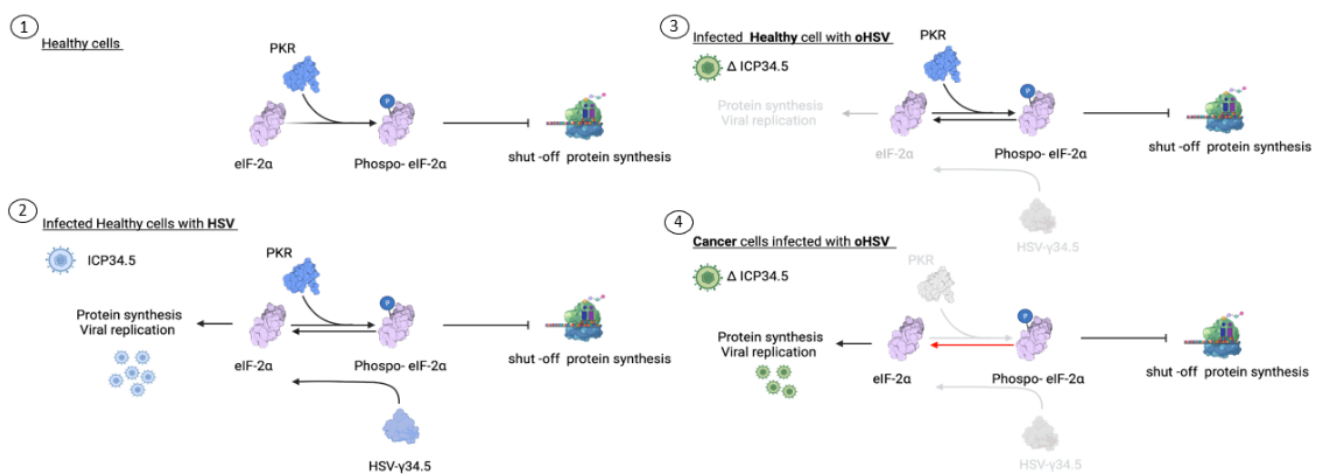 1
Healthy cells
PKR
P
eIF-2α
Phospo- eIF-2α
shut -off protein synthesis
2
Infected Healthy cells with HSV
ICP34.5
PKR
P
Protein synthesis
Viral replication
eIF-2α
Phospo- eIF-2α
shut -off protein synthesis
HSV-γ34.5
3
Infected Healthy cell with oHSV
PKR
Δ ICP34.5
P
Protein synthesis
Viral replication
eIF-2α
Phospo- eIF-2α
shut -off protein synthesis
HSV-γ34.5
4
Cancer cells infected with oHSV
PKR
Δ ICP34.5
P
Protein synthesis
Viral replication
eIF-2α
Phospo- eIF-2α
shut -off protein synthesis
HSV-γ34.5